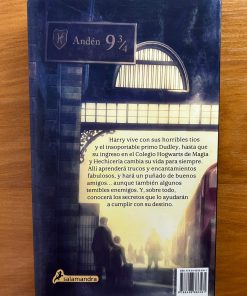 Andén 9 3/4
Harry vive con sus horribles tíos
y el insoportable primo Dudley, hasta que
su ingreso en el Colegio Hogwarts de Magia
y Hechicería cambia su vida para siempre.
Allí aprenderá trucos y encantamientos
fabulosos, y hará un puñado de buenos
amigos... aunque también algunos
temibles enemigos. Y, sobre todo,
conocerá los secretos que lo ayudarán
a cumplir con su destino.
salamandra